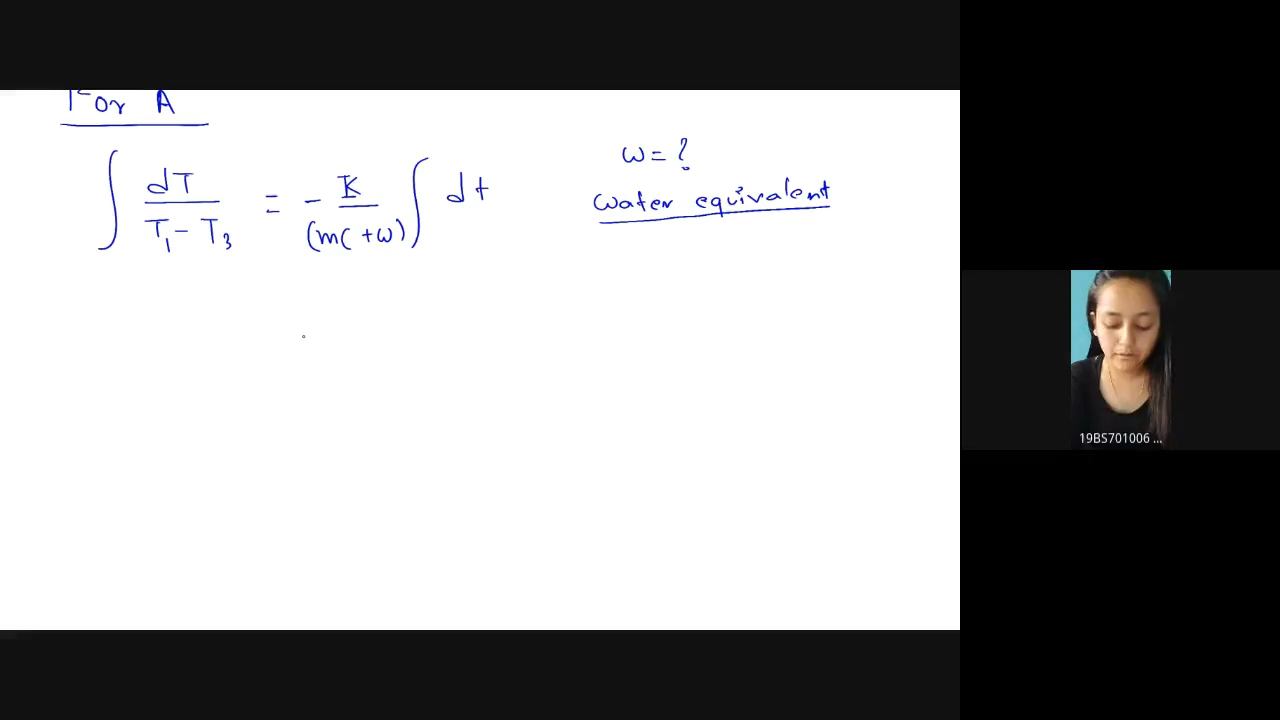 For A
∫ dT / (T₁ - T₃) = - K / (mc + w) ∫ dt
w = ?
water equivalent
19BS701006 ...